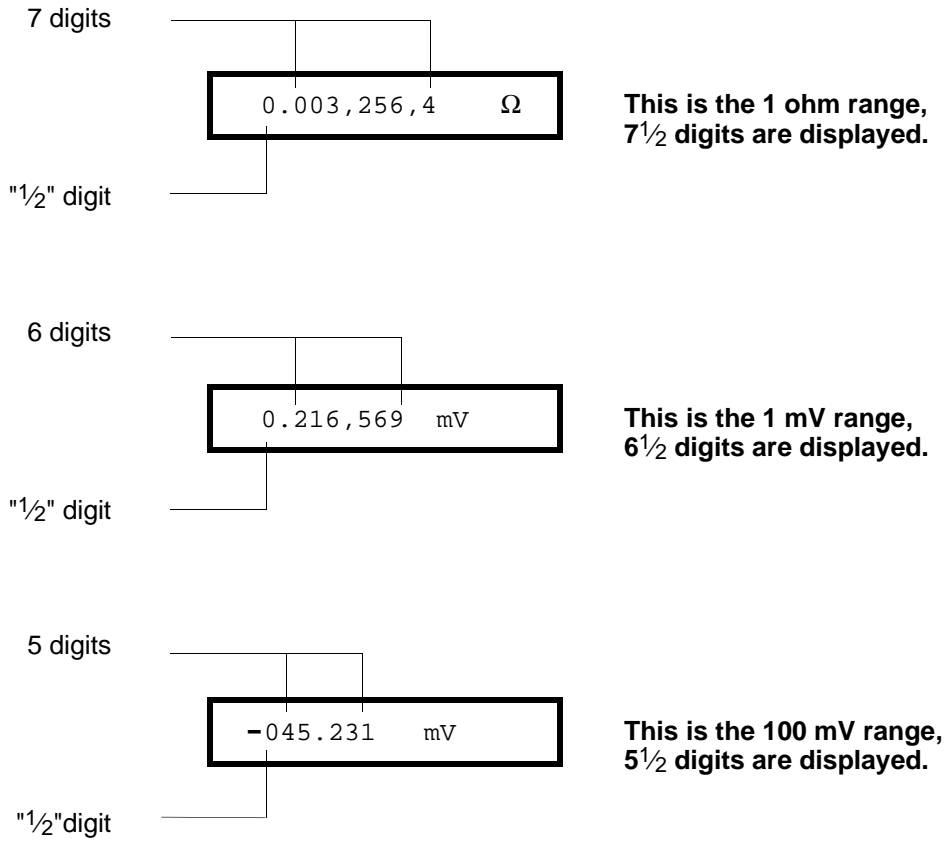 7 digits
0.003,256,4 Ω
This is the 1 ohm range,
7½ digits are displayed.
"½" digit
6 digits
0.216,569 mV
This is the 1 mV range,
6½ digits are displayed.
"½" digit
5 digits
-045.231 mV
This is the 100 mV range,
5½ digits are displayed.
"½"digit